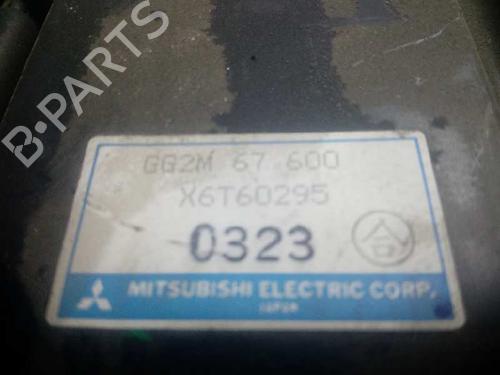 B-PARTS
GG2M 67 600
X6T60295
0323 合
MITSUBISHI ELECTRIC CORP.
JAPAN